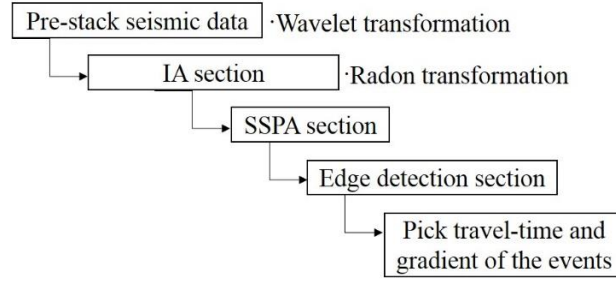 Pre-stack seismic data ·Wavelet transformation
IA section ·Radon transformation
SSPA section
Edge detection section
Pick travel-time and
gradient of the events